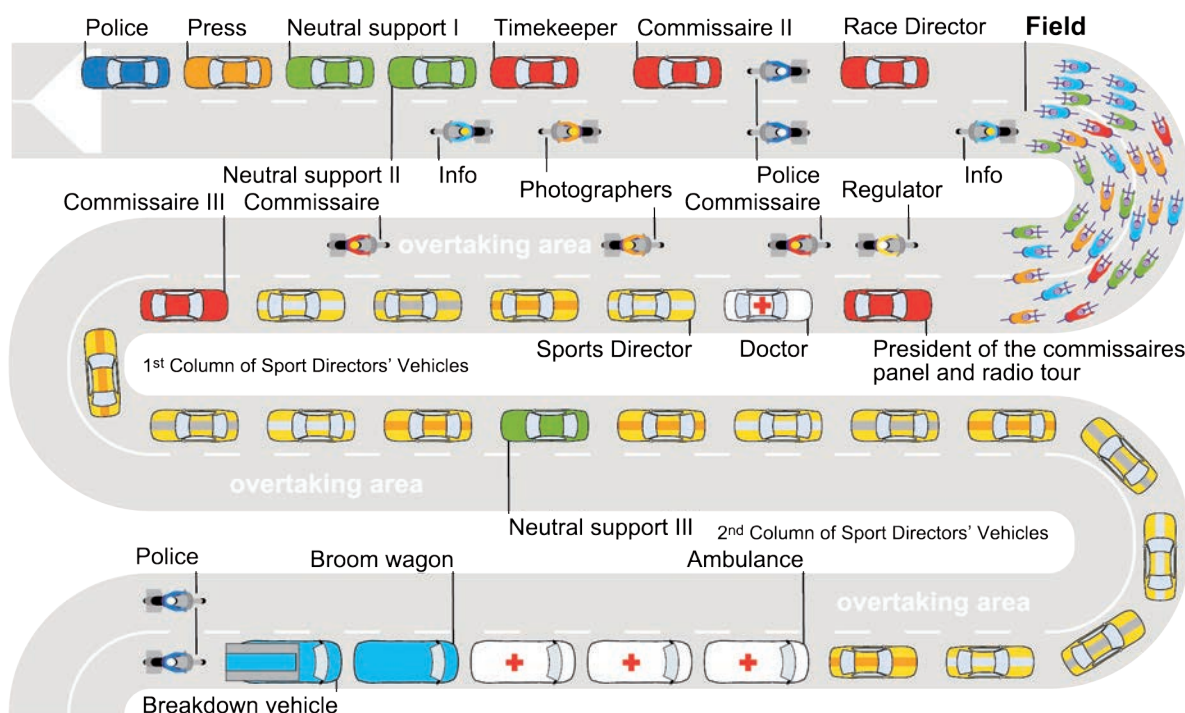 Police
Press
Neutral support I
Timekeeper
Commissaire II
Race Director
Field
Neutral support II
Info
Photographers
Police
Info
Commissaire III
Commissaire
Commissaire
Regulator
overtaking area
Sports Director
Doctor
President of the commissaires
panel and radio tour
1st Column of Sport Directors' Vehicles
overtaking area
Neutral support III
2nd Column of Sport Directors' Vehicles
Police
Broom wagon
Ambulance
overtaking area
Breakdown vehicle